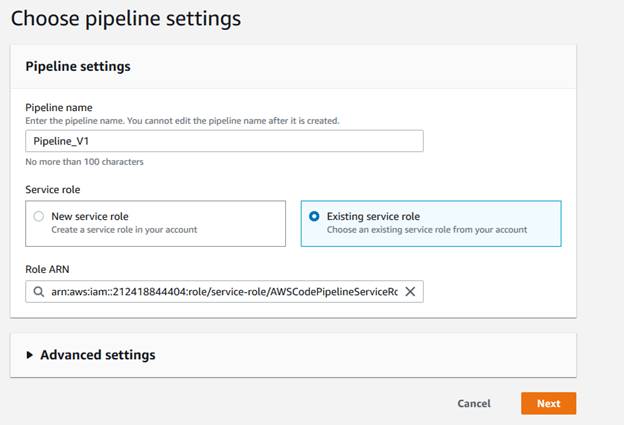 Choose pipeline settings
Pipeline settings
Pipeline name
Enter the pipeline name. You cannot edit the pipeline name after it is created.
Pipeline_V1
No more than 100 characters
Service role
New service role
Create a service role in your account
Existing service role
Choose an existing service role from your account
Role ARN
arn:aws:iam::212418844404:role/service-role/AWSCodePipelineServiceRo
Advanced settings
Cancel
Next